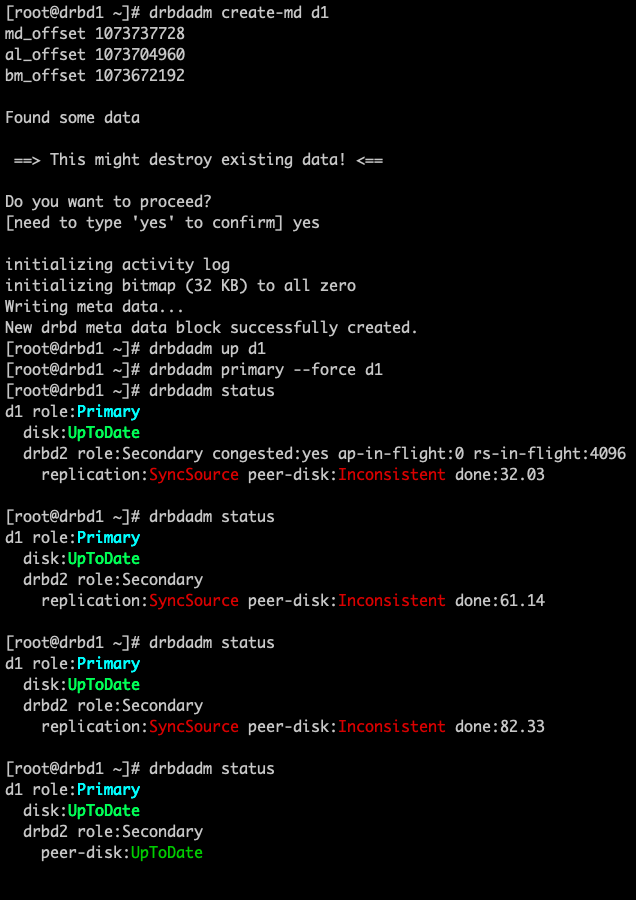 [root@drbd1 ~]# drbdadm create-md d1
md_offset 1073737728
al_offset 1073704960
bm_offset 1073672192
Found some data
==> This might destroy existing data! <==
Do you want to proceed?
[need to type 'yes' to confirm] yes
initializing activity log
initializing bitmap (32 KB) to all zero
Writing meta data...
New drbd meta data block successfully created.
[root@drbd1 ~]# drbdadm up d1
[root@drbd1 ~]# drbdadm primary --force d1
[root@drbd1 ~]# drbdadm status
d1 role:Primary
disk:UpToDate
drbd2 role:Secondary congested:yes ap-in-flight:0 rs-in-flight:4096
replication:SyncSource peer-disk:Inconsistent done:32.03
[root@drbd1 ~]# drbdadm status
d1 role:Primary
disk:UpToDate
drbd2 role:Secondary
replication:SyncSource peer-disk:Inconsistent done:61.14
[root@drbd1 ~]# drbdadm status
d1 role:Primary
disk:UpToDate
drbd2 role:Secondary
replication:SyncSource peer-disk:Inconsistent done:82.33
[root@drbd1 ~]# drbdadm status
d1 role:Primary
disk:UpToDate
drbd2 role:Secondary
peer-disk:UpToDate